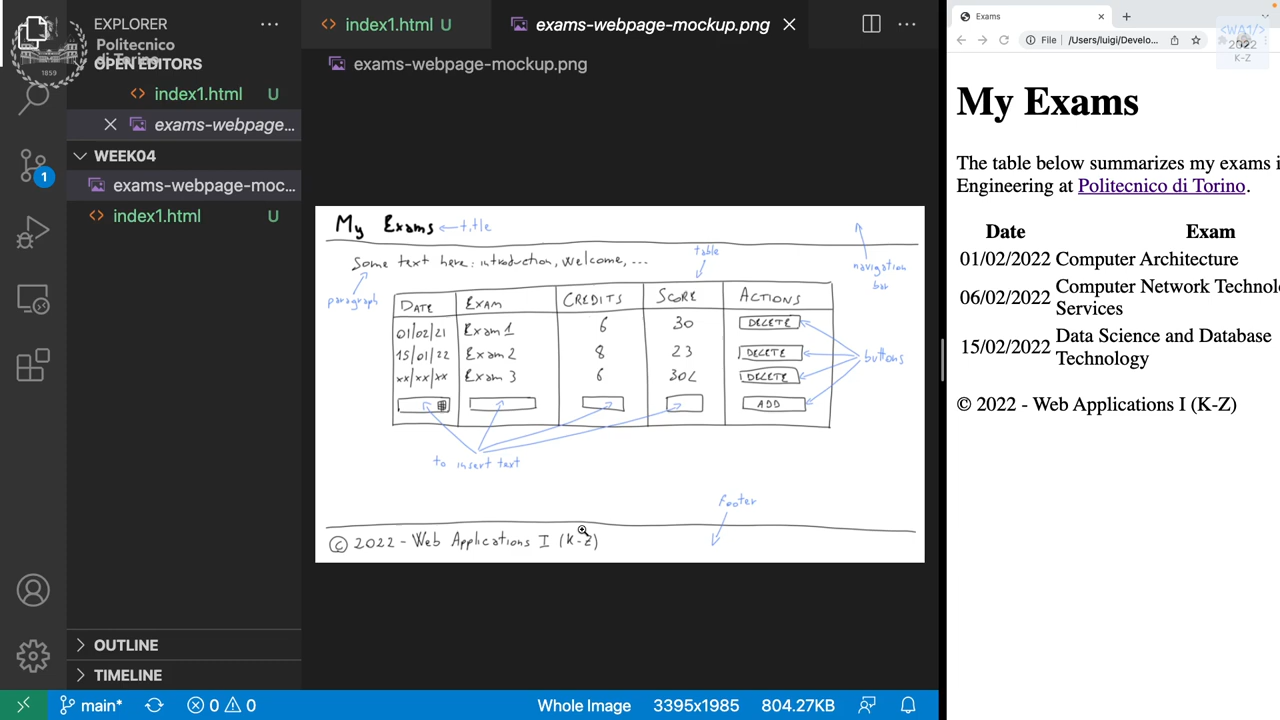 EXPLORER
Politecnico
di Torino
1859
OPEN EDITORS
index1.html U
exams-webpage...
WEEK04
exams-webpage-moc...
index1.html U
OUTLINE
TIMELINE
main*
0 0
index1.html U
exams-webpage-mockup.png
exams-webpage-mockup.png
My Exams
title
Some text here: introduction, welcome, ...
paragraph
table
navigation
bar
DATE EXAM CREDITS SCORE ACTIONS
01/02/21 Exam 1 6 30 DELETE
15/01/22 Exam 2 8 23 DELETE
xx/xx/xx Exam 3 6 30L DELETE
ADD
buttons
to insert text
Footer
© 2022 - Web Applications I (K-Z)
Whole Image 3395x1985 804.27KB
Exams
File /Users/luigi/Develo...
<WA1/>
2022
K-Z
My Exams
The table below summarizes my exams i
Engineering at Politecnico di Torino.
Date Exam
01/02/2022 Computer Architecture
06/02/2022 Computer Network Technolo
Services
15/02/2022 Data Science and Database
Technology
© 2022 - Web Applications I (K-Z)
1